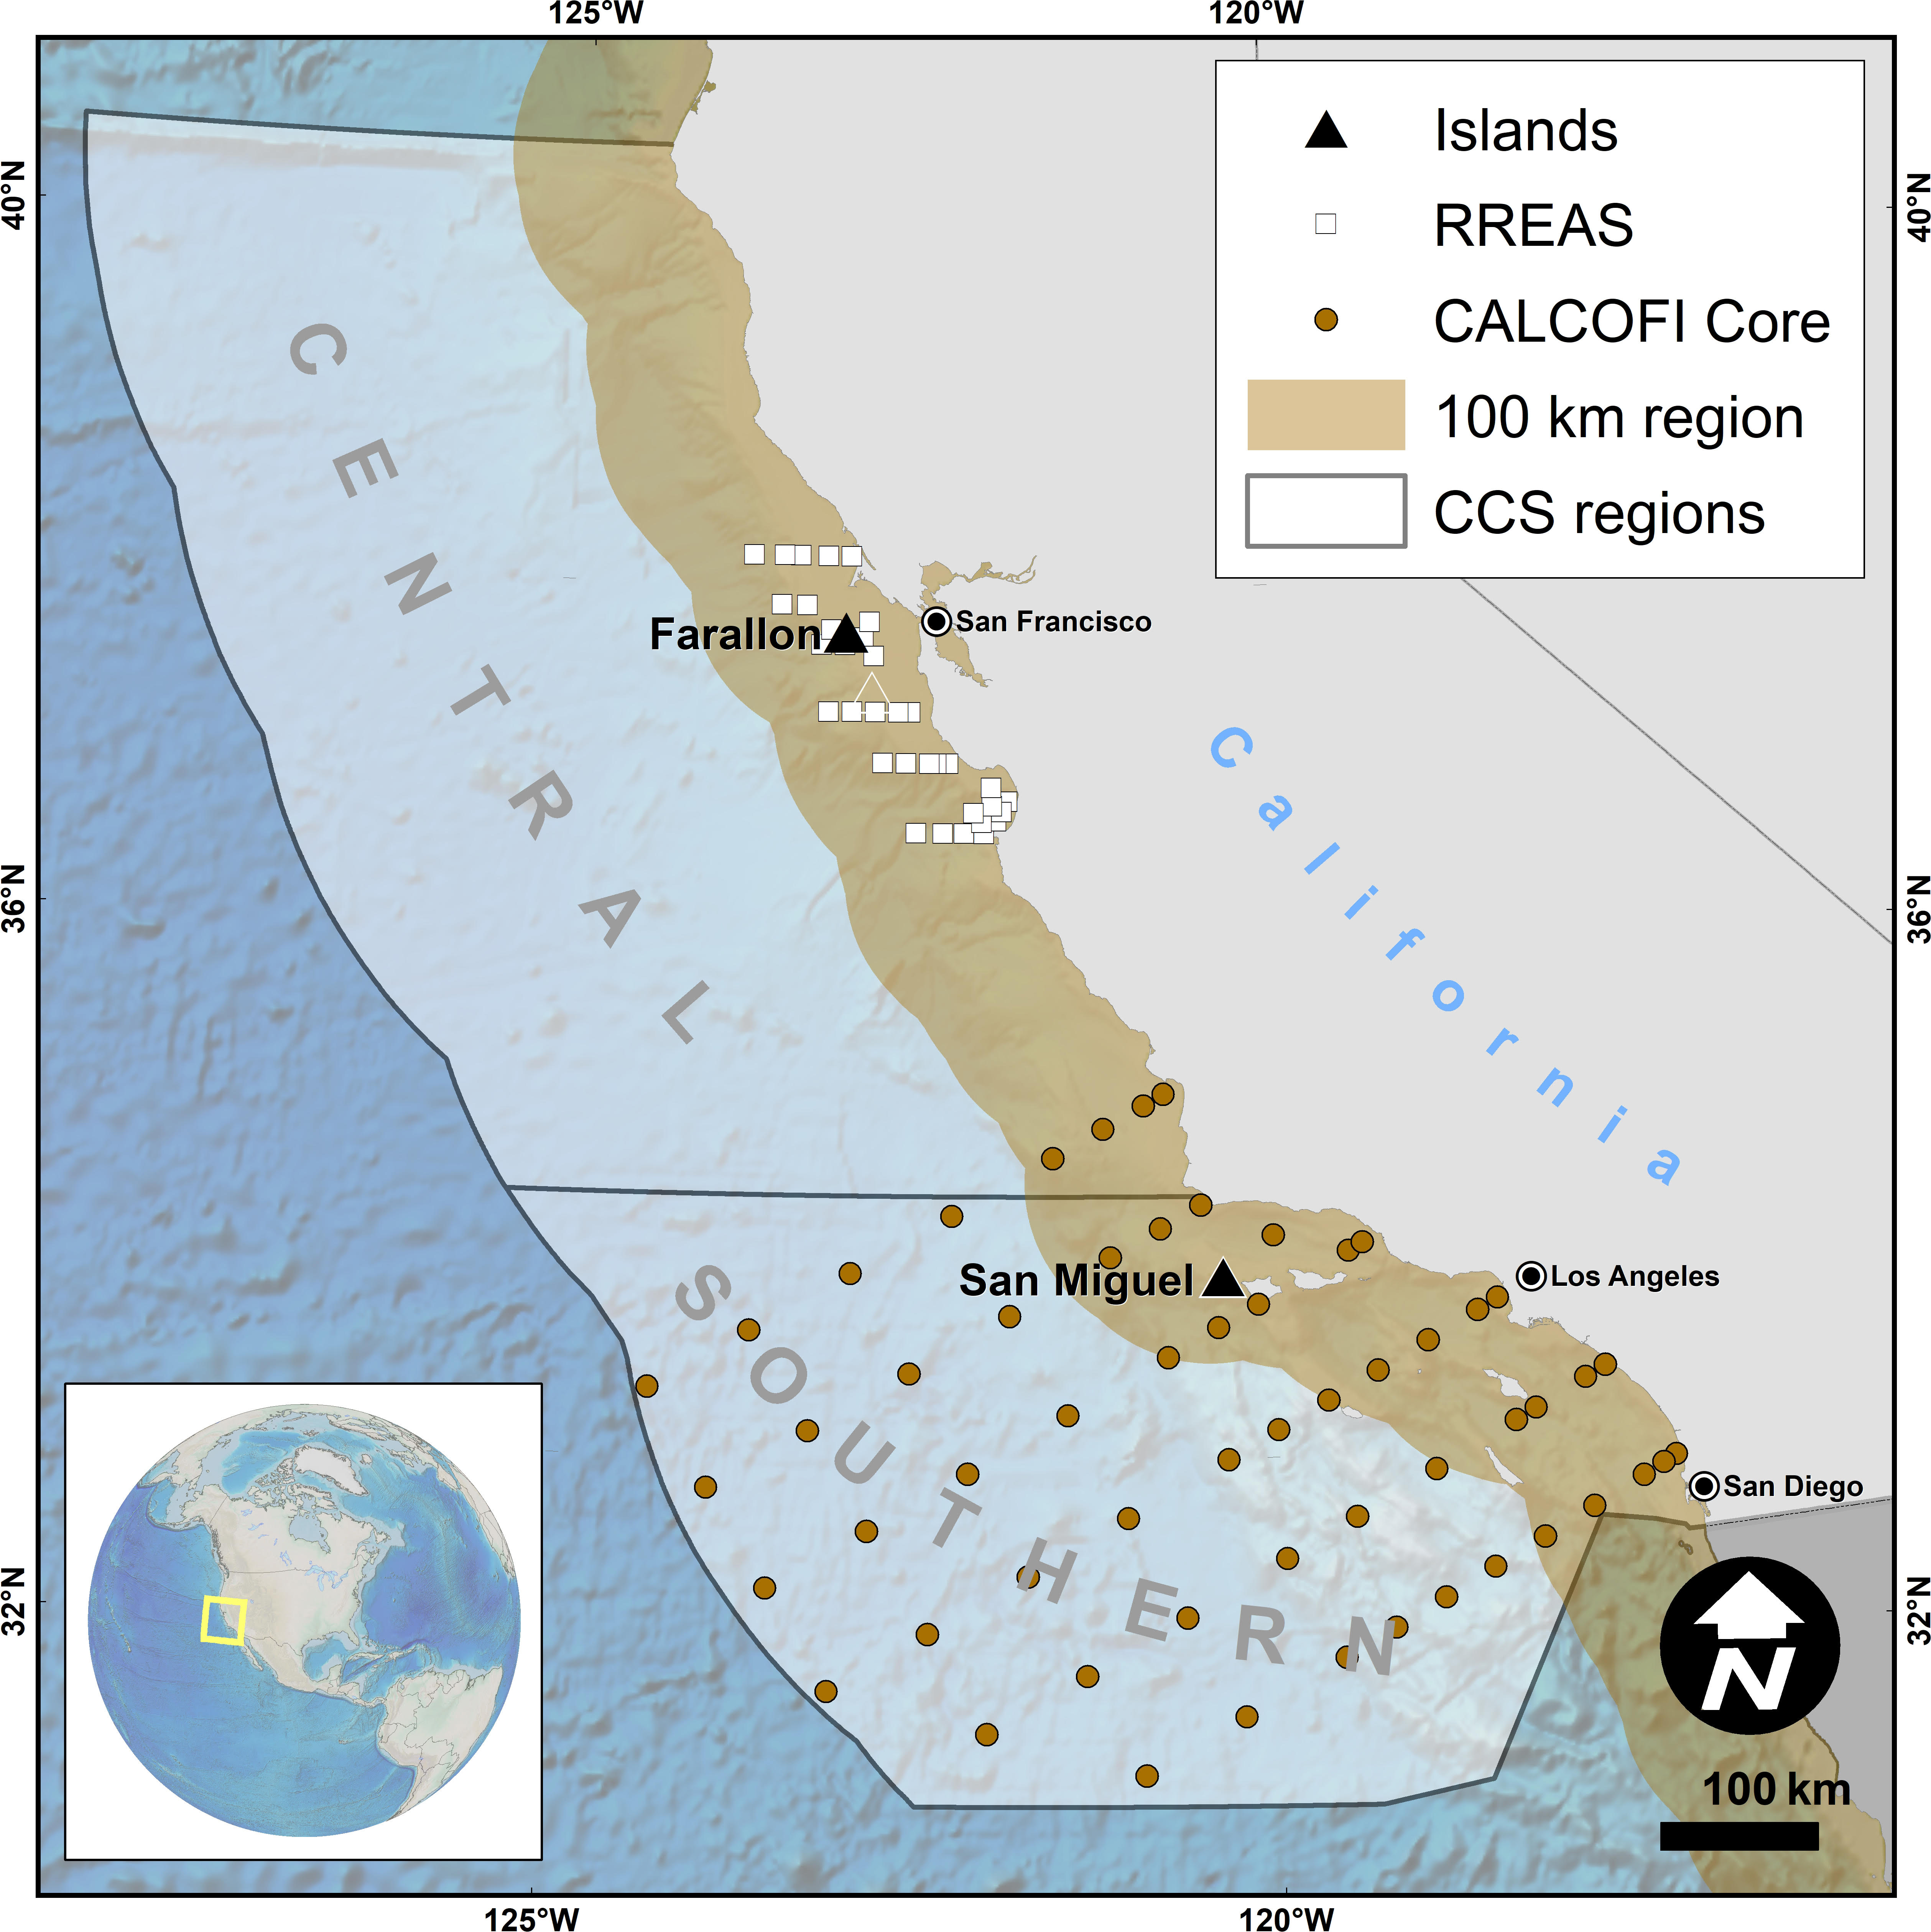 125°W
120°W
40°N
40°N
Islands
RREAS
CALCOFI Core
100 km region
CCS regions
CENTRAL
Farallon
San Francisco
California
36°N
36°N
San Miguel
Los Angeles
SOUTHERN
San Diego
32°N
32°N
N
100 km
125°W
120°W